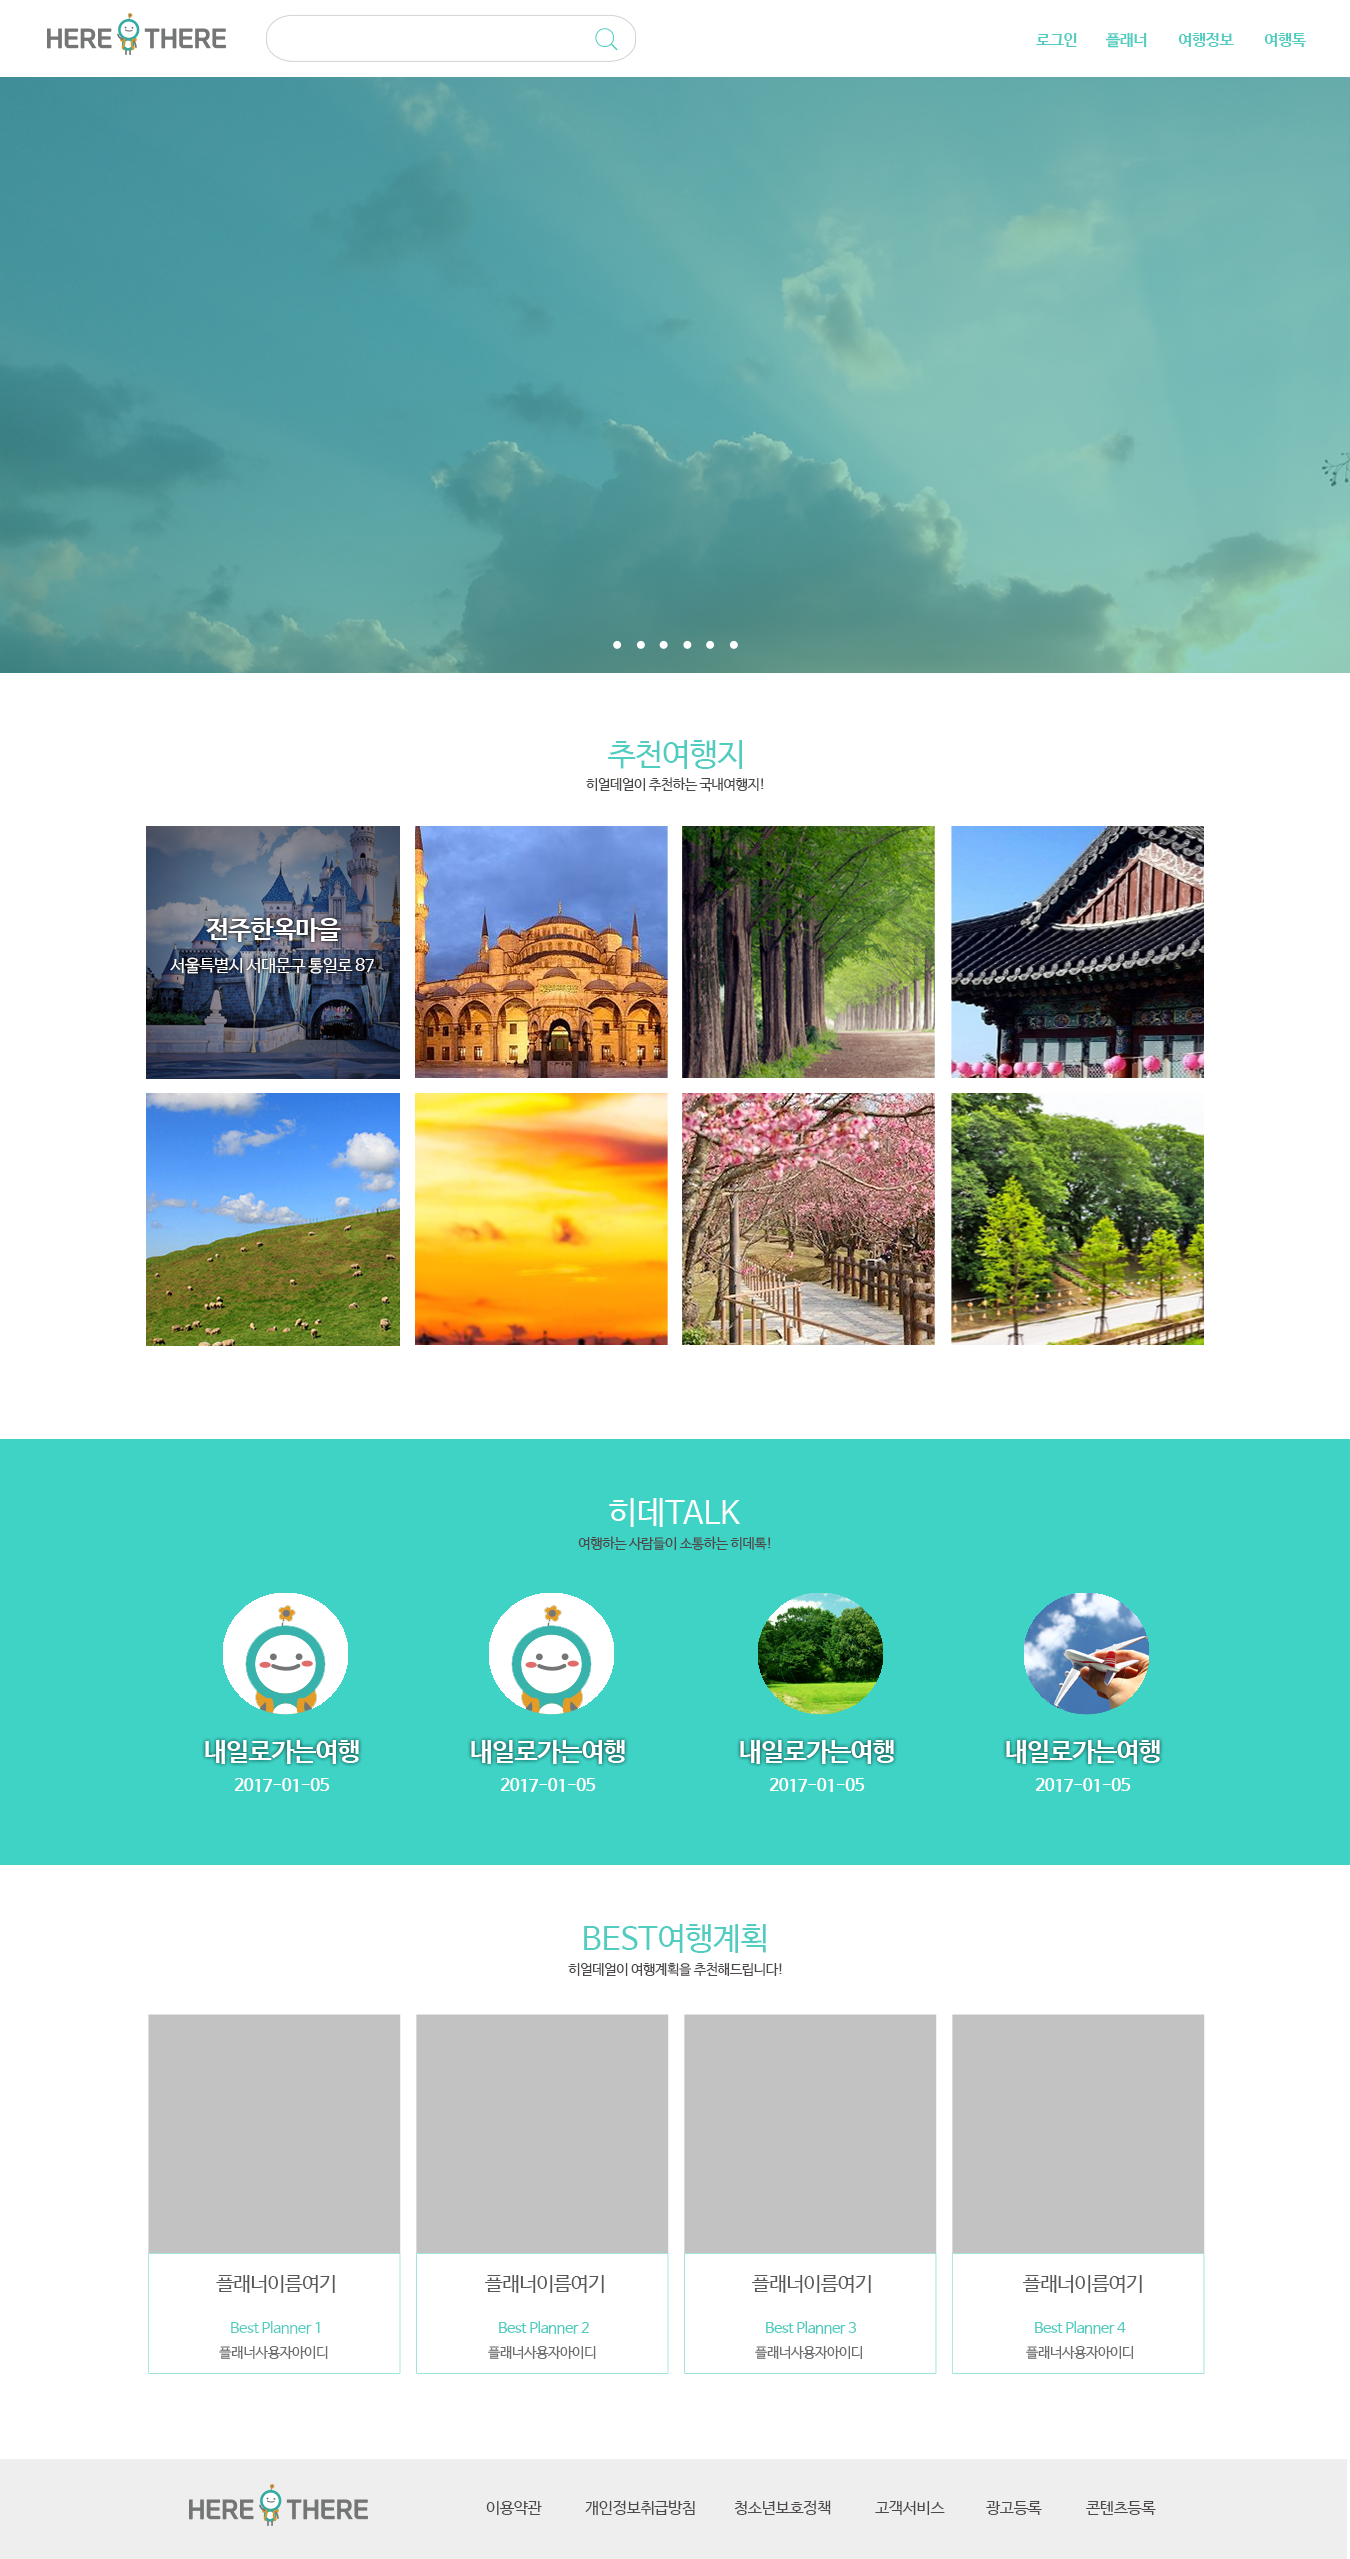 HERE THERE
로그인 플래너 여행정보 여행톡
추천여행지
히얼데얼이 추천하는 국내여행지!
전주한옥마을
서울특별시 서대문구 통일로 87
히데TALK
여행하는 사람들이 소통하는 히데톡!
내일로가는여행 내일로가는여행 내일로가는여행 내일로가는여행
2017-01-05 2017-01-05 2017-01-05 2017-01-05
BEST여행계획
히얼데얼이 여행계획을 추천해드립니다!
플래너이름여기 플래너이름여기 플래너이름여기 플래너이름여기
Best Planner 1 Best Planner 2 Best Planner 3 Best Planner 4
플래너사용자아이디 플래너사용자아이디 플래너사용자아이디 플래너사용자아이디
HERE THERE 이용약관 개인정보취급방침 청소년보호정책 고객서비스 광고등록 콘텐츠등록